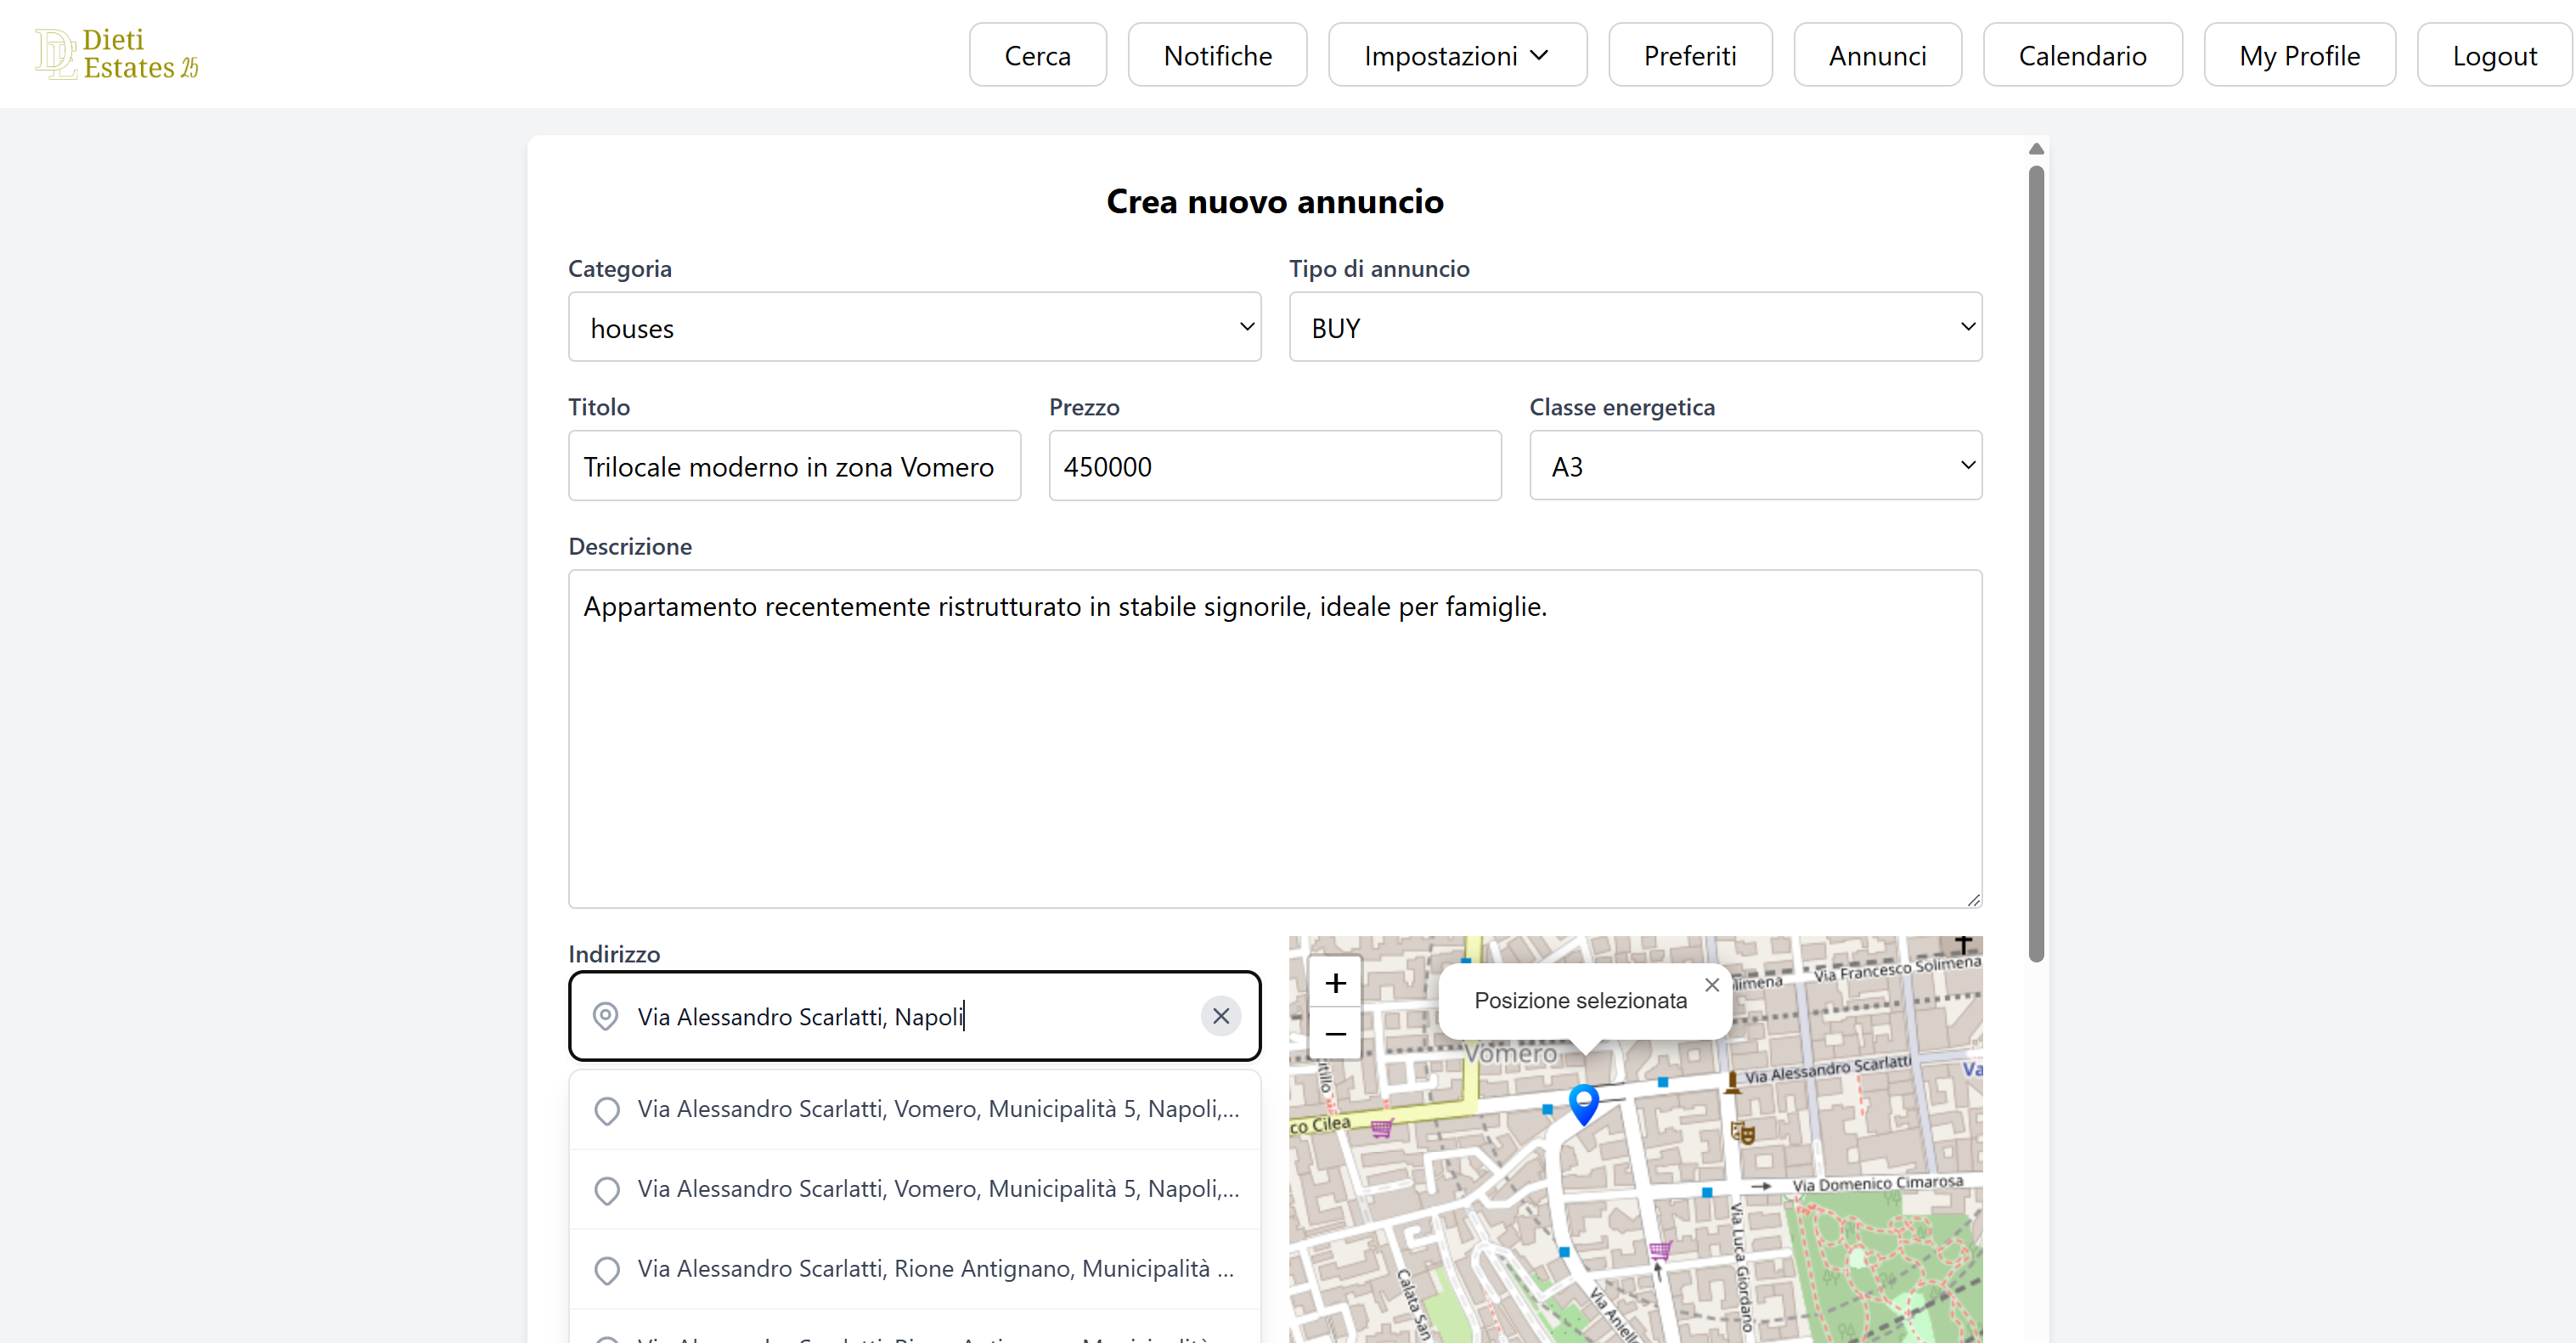 Dieti
Estates 25
Cerca
Notifiche
Impostazioni
Preferiti
Annunci
Calendario
My Profile
Logout
Crea nuovo annuncio
Categoria
Tipo di annuncio
houses
BUY
Titolo
Prezzo
Classe energetica
Trilocale moderno in zona Vomero
450000
A3
Descrizione
Appartamento recentemente ristrutturato in stabile signorile, ideale per famiglie.
Indirizzo
Via Alessandro Scarlatti, Napoli
Via Alessandro Scarlatti, Vomero, Municipalità 5, Napoli,...
Via Alessandro Scarlatti, Vomero, Municipalità 5, Napoli,...
Via Alessandro Scarlatti, Rione Antignano, Municipalità ...
+
−
Posizione selezionata
Via Francesco Solimena
limena
Vomero
Via Alessandro Scarlatti
co Cilea
Via Domenico Cimarosa
Via Luca Giordano
Calata San
Via Aniello